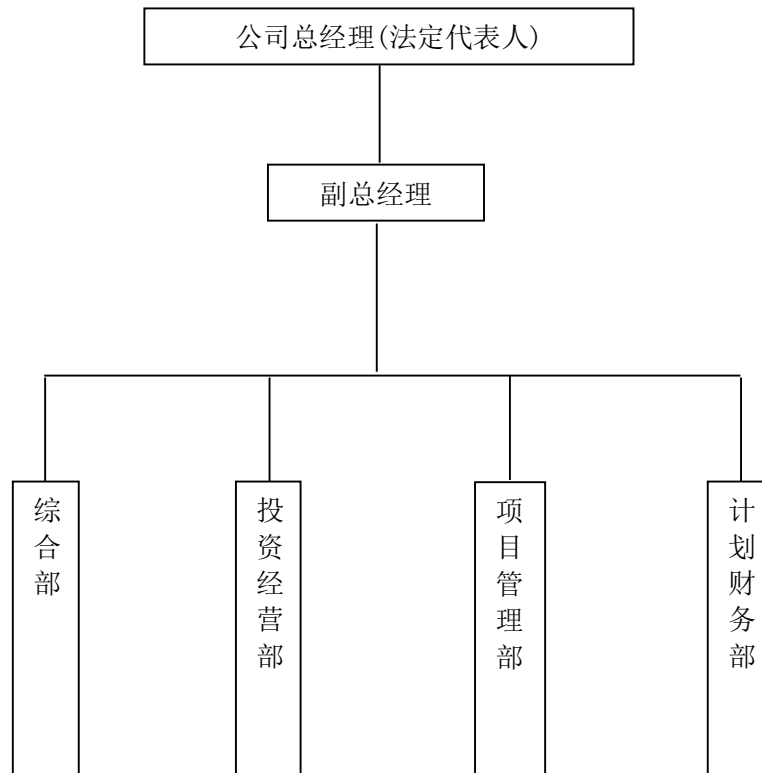 公司总经理(法定代表人)
副总经理
综合部
投资经营部
项目管理部
计划财务部